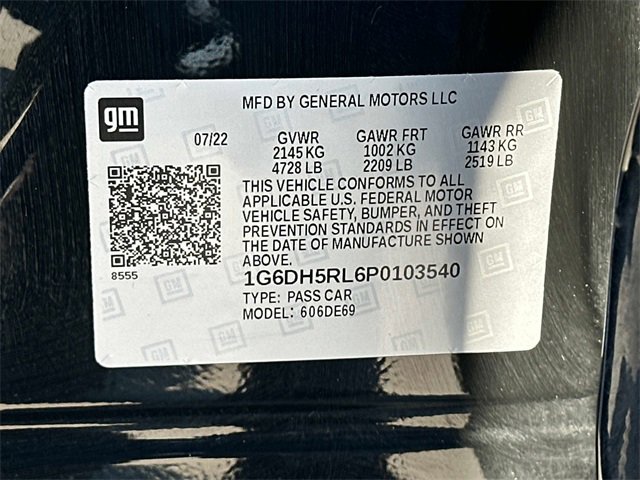 gm
MFD BY GENERAL MOTORS LLC
07/22 GVWR GAWR FRT GAWR RR
2145 KG 1002 KG 1143 KG
4728 LB 2209 LB 2519 LB
THIS VEHICLE CONFORMS TO ALL
APPLICABLE U.S. FEDERAL MOTOR
VEHICLE SAFETY, BUMPER, AND THEFT
PREVENTION STANDARDS IN EFFECT ON
THE DATE OF MANUFACTURE SHOWN
ABOVE.
8555
1G6DH5RL6P0103540
TYPE: PASS CAR
MODEL: 606DE69